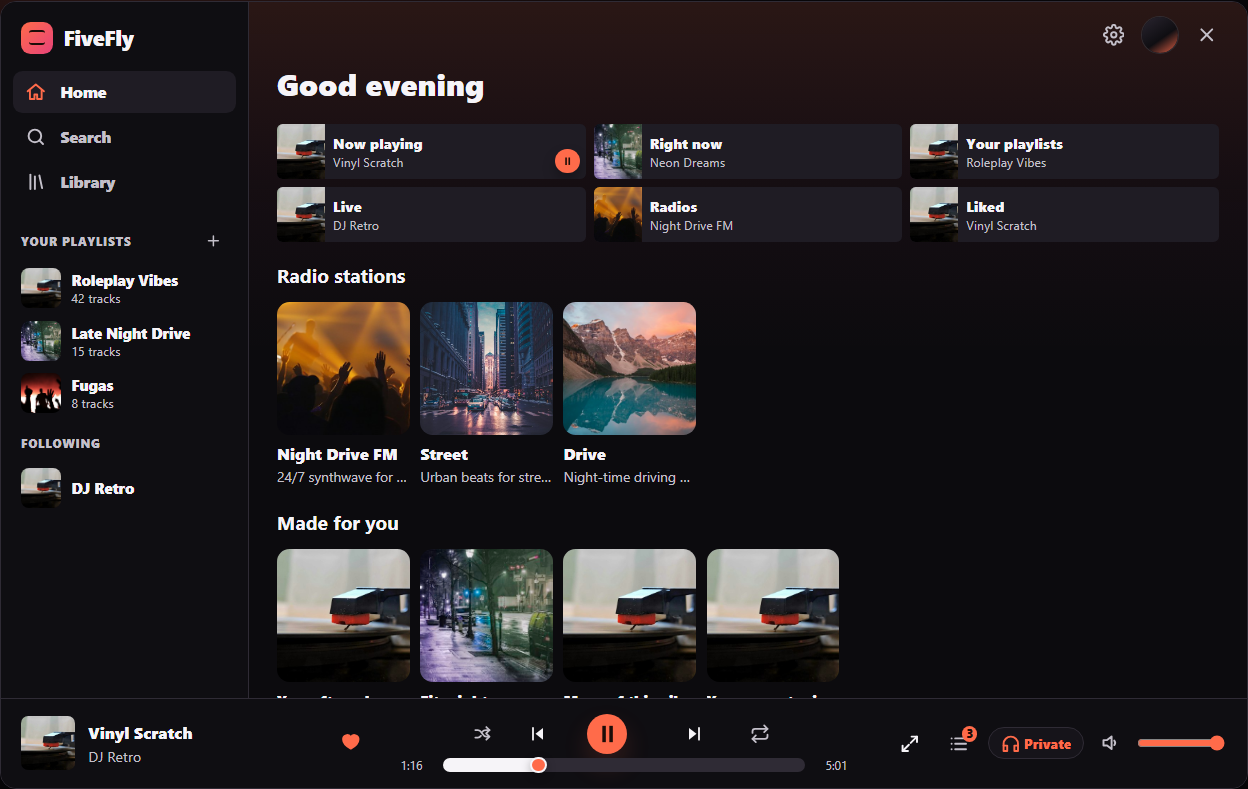 FiveFly
Home
Search
Library
YOUR PLAYLISTS
Roleplay Vibes
42 tracks
Late Night Drive
15 tracks
Fugas
8 tracks
FOLLOWING
DJ Retro
Good evening
Now playing
Vinyl Scratch
Right now
Neon Dreams
Your playlists
Roleplay Vibes
Live
DJ Retro
Radios
Night Drive FM
Liked
Vinyl Scratch
Radio stations
Night Drive FM
24/7 synthwave for ...
Street
Urban beats for stre...
Drive
Night-time driving ...
Made for you
Vinyl Scratch
DJ Retro
1:16
5:01
3
Private